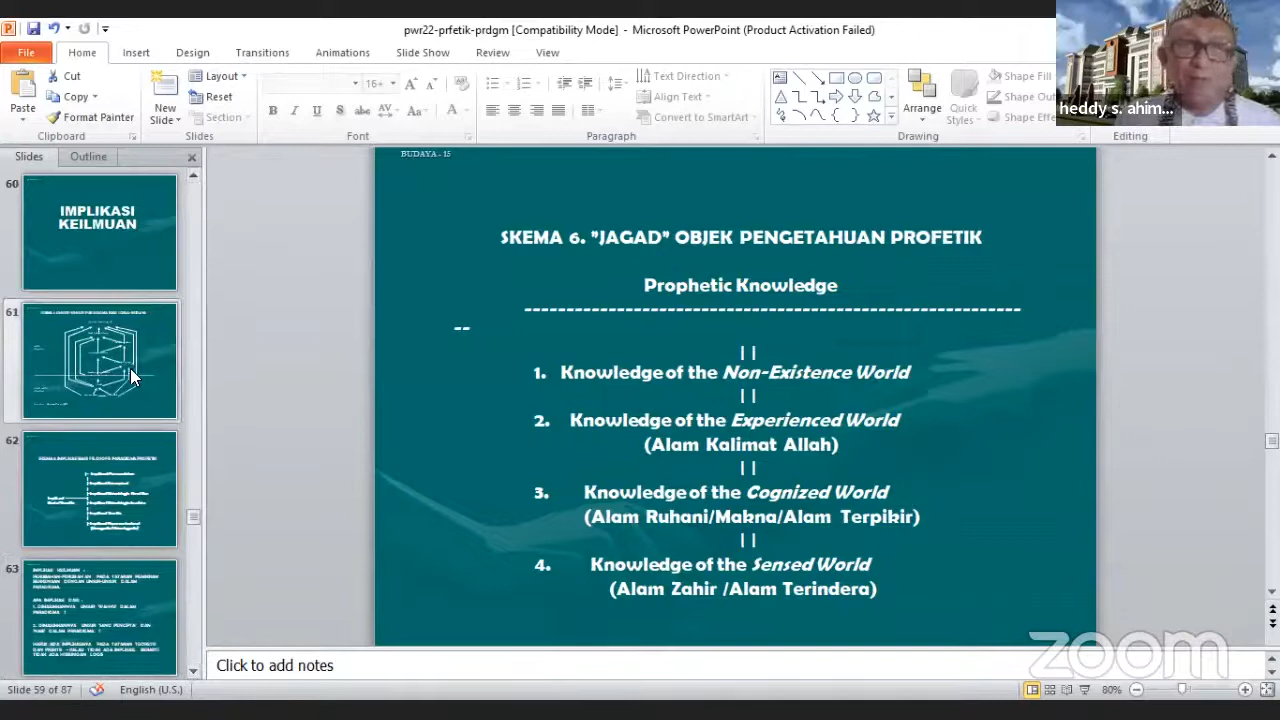 pwr22-prfetik-prdgm [Compatibility Mode] - Microsoft PowerPoint (Product Activation Failed)
File Home Insert Design Transitions Animations Slide Show Review View
Paste
Cut
Copy
Format Painter
Clipboard
New
Slide
Layout
Reset
Section
Slides
16+
Font
Text Direction
Align Text
Convert to SmartArt
Paragraph
Arrange
Quick
Styles
Shape Fill
Shape
Shape
Drawing
Editing
heddy s. ahim...
Slides Outline
60
IMPLIKASI
KEILMUAN
61
62
63
BUDAYA - 15
SKEMA 6. "JAGAD" OBJEK PENGETAHUAN PROFETIK
Prophetic Knowledge
-----------------------------------------------------------
--
| |
1. Knowledge of the Non-Existence World
| |
2. Knowledge of the Experienced World
(Alam Kalimat Allah)
| |
3. Knowledge of the Cognized World
(Alam Ruhani/Makna/Alam Terpikir)
| |
4. Knowledge of the Sensed World
(Alam Zahir /Alam Terindera)
zoom
Click to add notes
Slide 59 of 87 English (U.S.) 80%